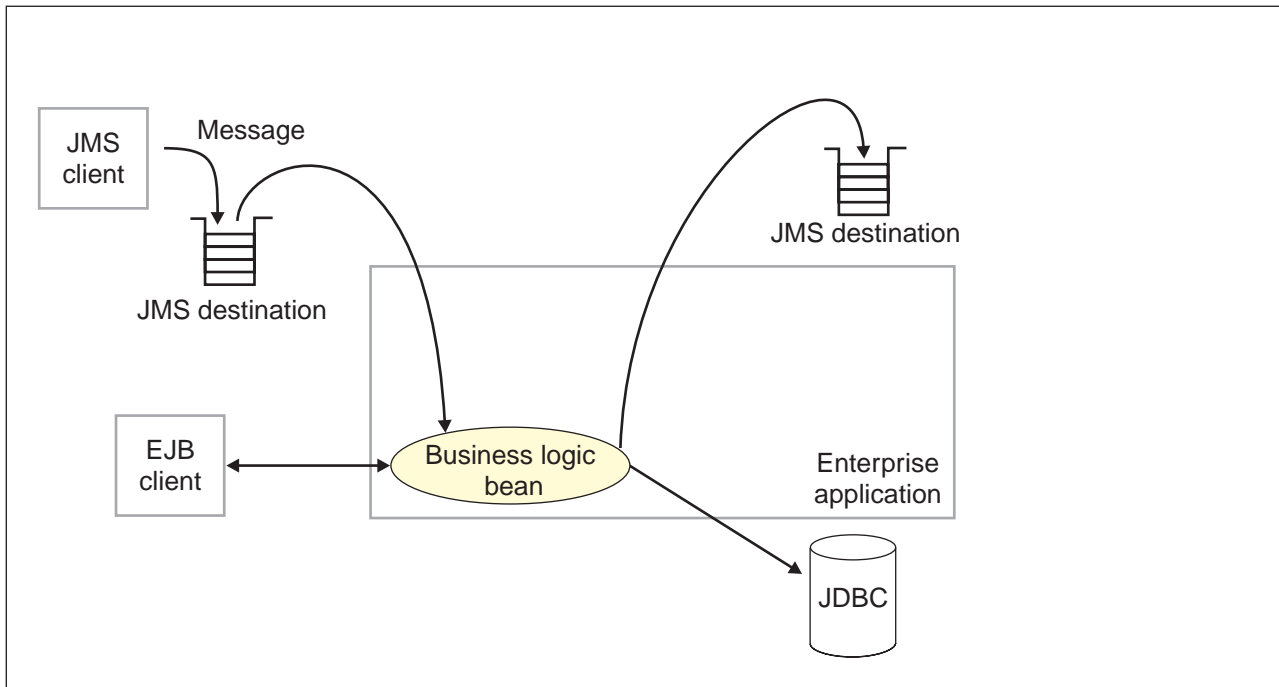 JMS
client
Message
JMS destination
JMS destination
EJB
client
Business logic
bean
Enterprise
application
JDBC